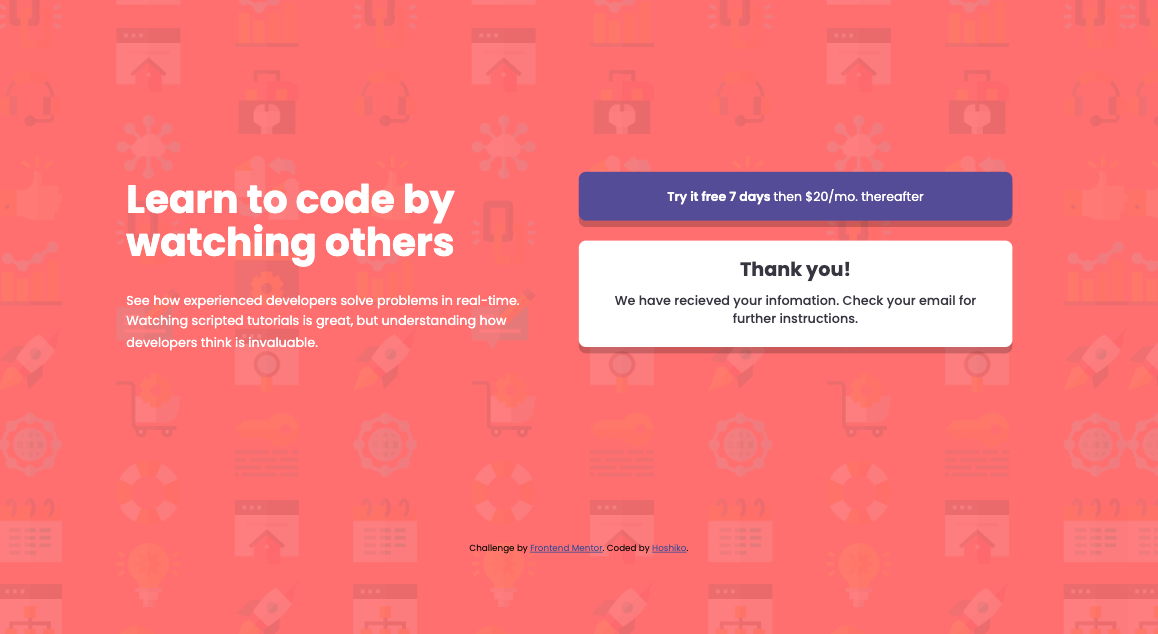 Learn to code by
watching others
See how experienced developers solve problems in real-time.
Watching scripted tutorials is great, but understanding how
developers think is invaluable.
Try it free 7 days then $20/mo. thereafter
Thank you!
We have recieved your infomation. Check your email for
further instructions.
Challenge by Frontend Mentor. Coded by Hoshiko.